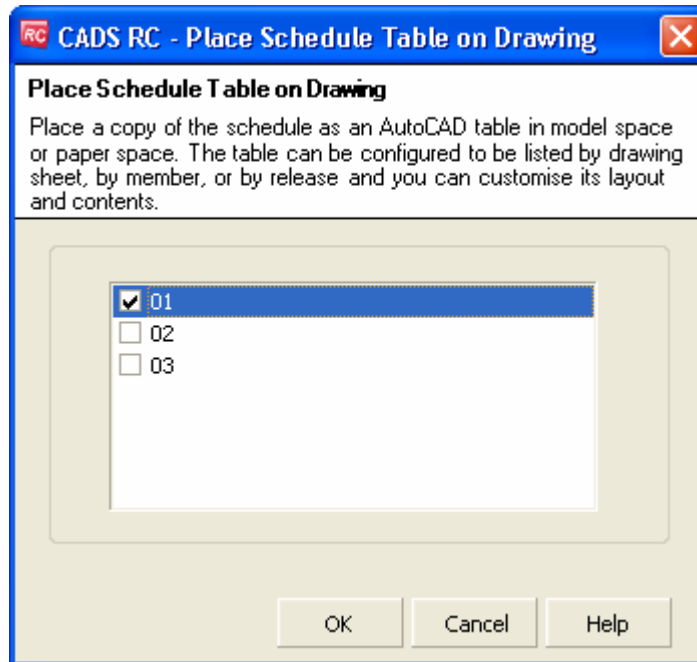 RC CADS RC - Place Schedule Table on Drawing
Place Schedule Table on Drawing
Place a copy of the schedule as an AutoCAD table in model space
or paper space. The table can be configured to be listed by drawing
sheet, by member, or by release and you can customise its layout
and contents.
01
02
03
OK Cancel Help